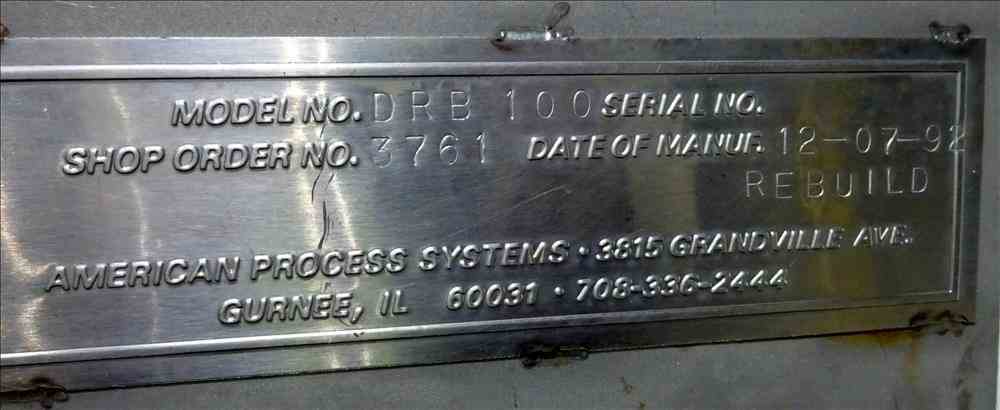 MODEL NO. DRB 100 SERIAL NO.
SHOP ORDER NO. 3761 DATE OF MANUF. 12-07-92
REBUILD
AMERICAN PROCESS SYSTEMS · 3815 GRANDVILLE AVE.
GURNEE, IL 60031 · 708-336-2444